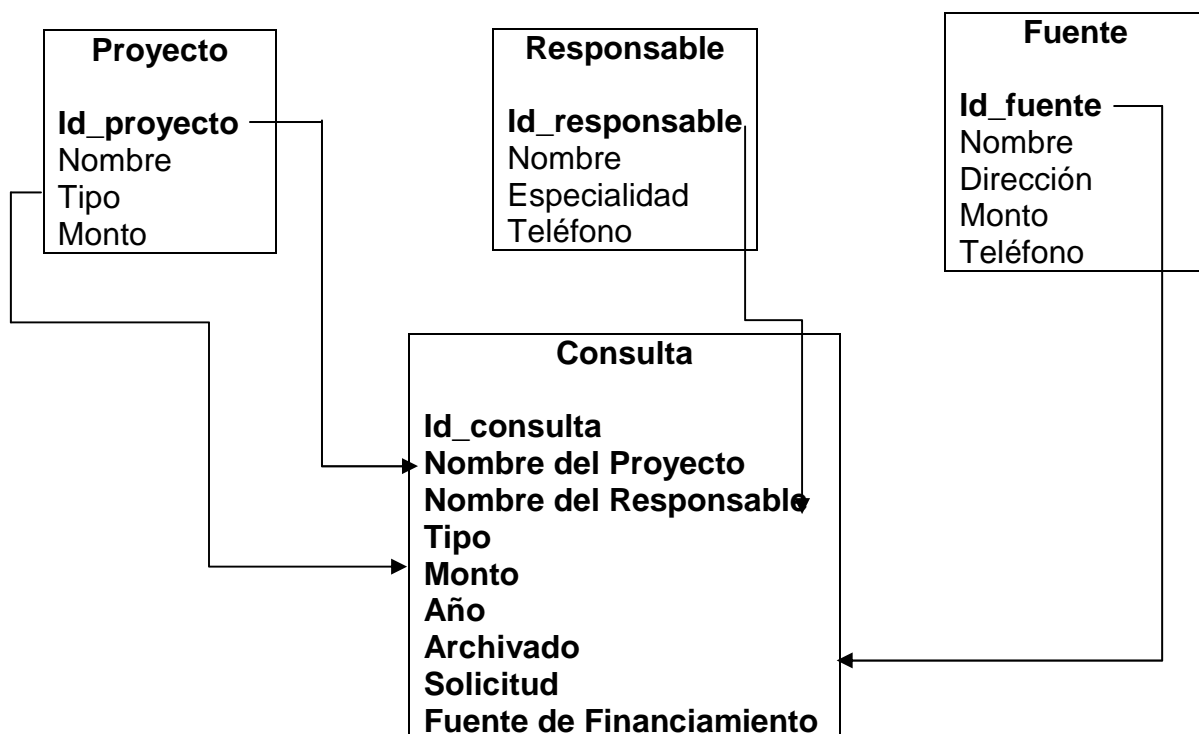 Proyecto
Id_proyecto
Nombre
Tipo
Monto
Responsable
Id_responsable
Nombre
Especialidad
Teléfono
Fuente
Id_fuente
Nombre
Dirección
Monto
Teléfono
Consulta
Id_consulta
Nombre del Proyecto
Nombre del Responsable
Tipo
Monto
Año
Archivado
Solicitud
Fuente de Financiamiento